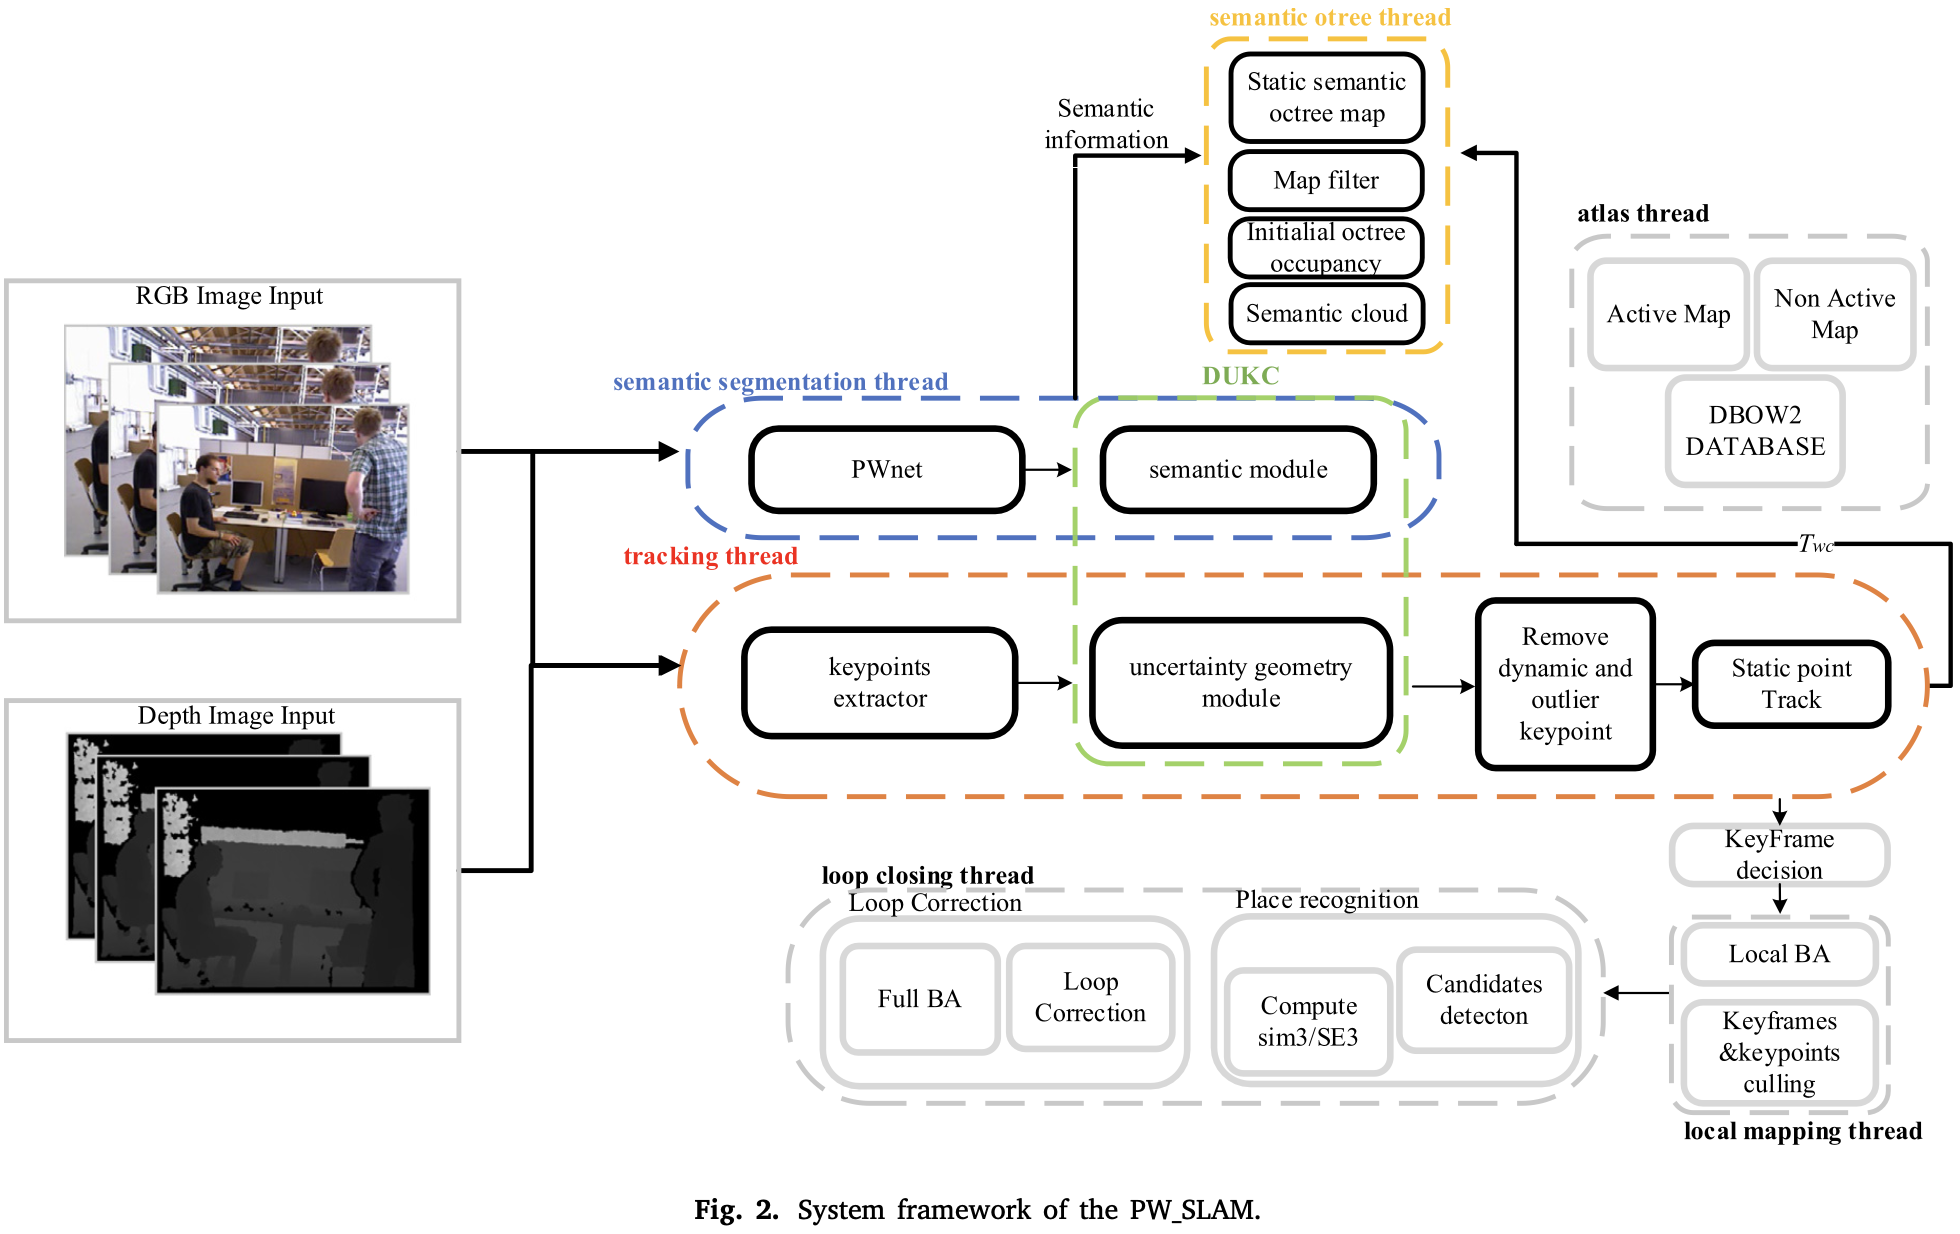 semantic otree thread
Static semantic
octree map
Map filter
Initialial octree
occupancy
Semantic cloud
Semantic
information
atlas thread
Active Map
Non Active
Map
DBOW2
DATABASE
RGB Image Input
semantic segmentation thread
DUKC
PWnet
semantic module
Twc
tracking thread
keypoints
extractor
uncertainty geometry
module
Remove
dynamic and
outlier
keypoint
Static point
Track
Depth Image Input
KeyFrame
decision
loop closing thread
Loop Correction
Full BA
Loop
Correction
Place recognition
Compute
sim3/SE3
Candidates
detecton
Local BA
Keyframes
&keypoints
culling
local mapping thread
Fig. 2. System framework of the PW_SLAM.